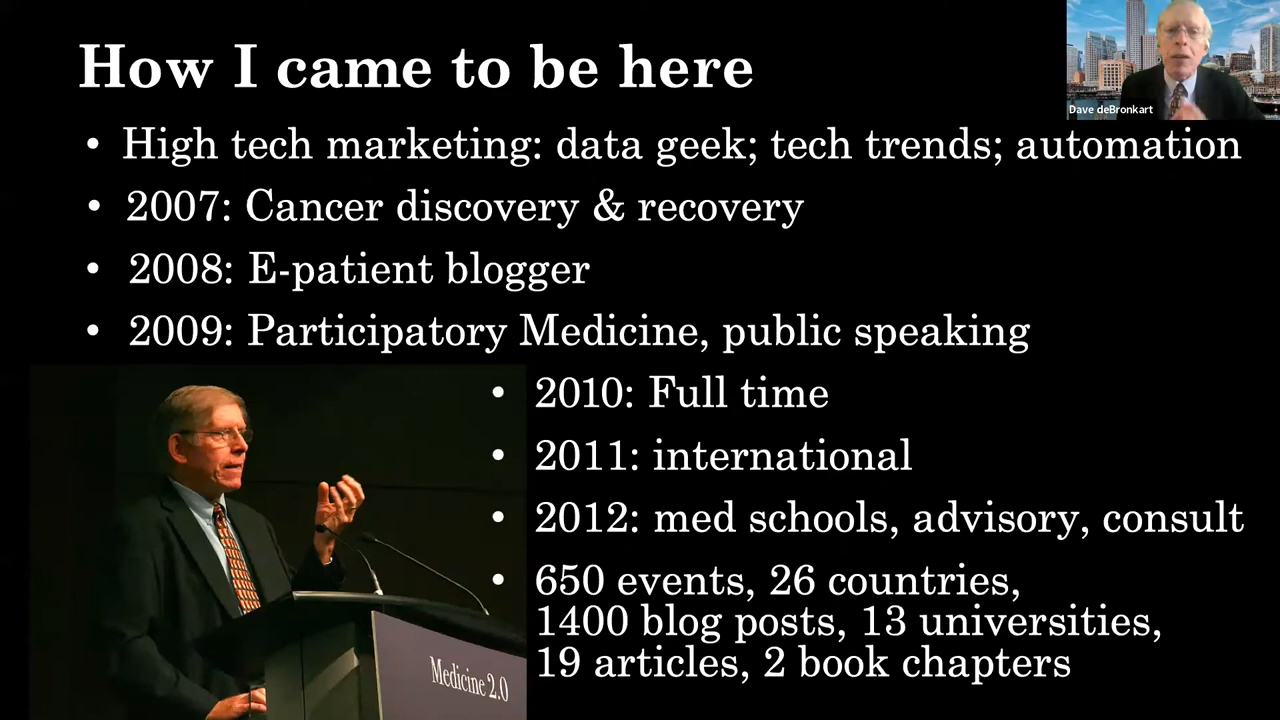 How I came to be here
Dave deBronkart
• High tech marketing: data geek; tech trends; automation
• 2007: Cancer discovery & recovery
• 2008: E-patient blogger
• 2009: Participatory Medicine, public speaking
• 2010: Full time
• 2011: international
• 2012: med schools, advisory, consult
• 650 events, 26 countries,
1400 blog posts, 13 universities,
19 articles, 2 book chapters
Medicine 2.0